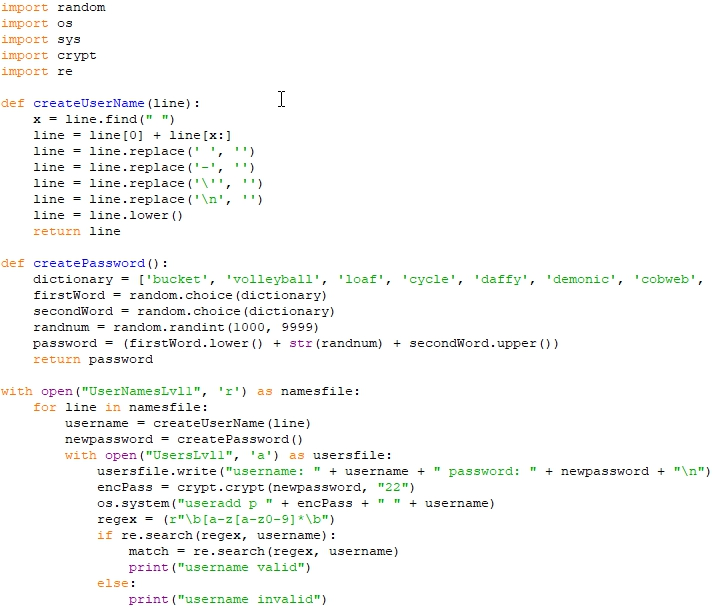 import random
import os
import sys
import crypt
import re
def createUserName(line):
    x = line.find(" ")
    line = line[0] + line[x:]
    line = line.replace(' ', '')
    line = line.replace('-', '')
    line = line.replace('\'', '')
    line = line.replace('\n', '')
    line = line.lower()
    return line
def createPassword():
    dictionary = ['bucket', 'volleyball', 'loaf', 'cycle', 'daffy', 'demonic', 'cobweb',
    firstWord = random.choice(dictionary)
    secondWord = random.choice(dictionary)
    randnum = random.randint(1000, 9999)
    password = (firstWord.lower() + str(randnum) + secondWord.upper())
    return password
with open("UserNamesLvl1", 'r') as namesfile:
    for line in namesfile:
        username = createUserName(line)
        newpassword = createPassword()
        with open("UsersLvl1", 'a') as usersfile:
            usersfile.write("username: " + username + " password: " + newpassword + "\n")
            encPass = crypt.crypt(newpassword, "22")
            os.system("useradd p " + encPass + " " + username)
            regex = (r"\b[a-z[a-z0-9]*\b")
            if re.search(regex, username):
                match = re.search(regex, username)
                print("username valid")
            else:
                print("username invalid")